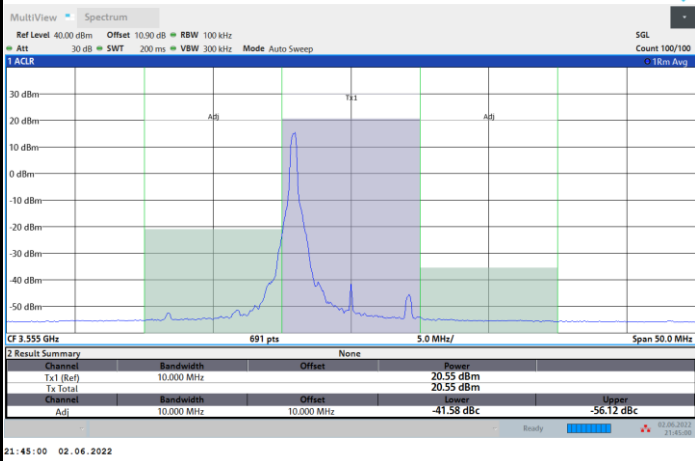 MultiView Spectrum
Ref Level 40.00 dBm Offset 10.90 dB RBW 100 kHz SGL
Att 30 dB SWT 200 ms VBW 300 kHz Mode Auto Sweep Count 100/100
1 ACLR 1Rm Avg
30 dBm
Tx1
20 dBm
Adj Adj
10 dBm
0 dBm
-10 dBm
-20 dBm
-30 dBm
-40 dBm
-50 dBm
CF 3.555 GHz 691 pts 5.0 MHz/ Span 50.0 MHz
2 Result Summary None
Channel Bandwidth Offset Power
Tx1 (Ref) 10.000 MHz 20.55 dBm
Tx Total 20.55 dBm
Channel Bandwidth Offset Lower Upper
Adj 10.000 MHz 10.000 MHz -41.58 dBc -56.12 dBc
Ready 02.06.2022
21:45:00
21:45:00 02.06.2022